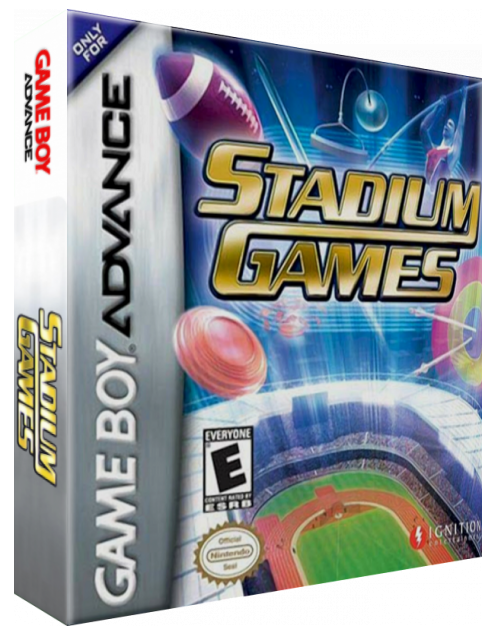 GAME BOY
ADVANCE
STADIUM
GAMES
ONLY
FOR
GAME BOY ADVANCE
STADIUM
GAMES
EVERYONE
E
CONTENT RATED BY
ESRB
Official
Nintendo
Seal
IGNITION
Entertainment